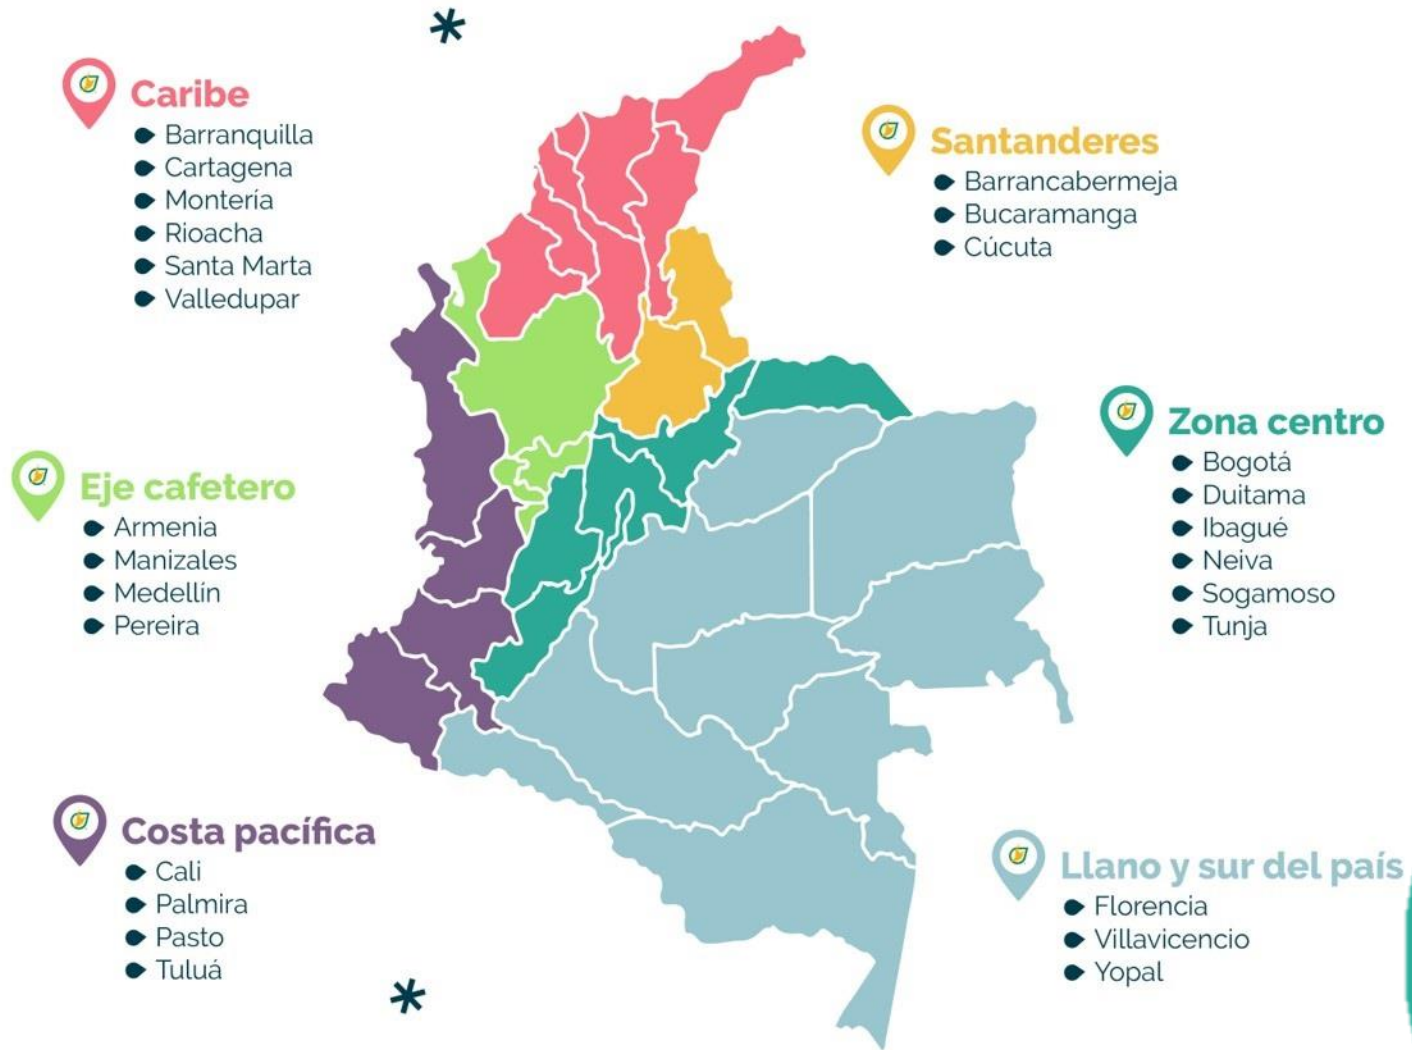 Caribe
Barranquilla
Cartagena
Montería
Rioacha
Santa Marta
Valledupar
Santanderes
Barrancabermeja
Bucaramanga
Cúcuta
Eje cafetero
Armenia
Manizales
Medellín
Pereira
Zona centro
Bogotá
Duitama
Ibagué
Neiva
Sogamoso
Tunja
Costa pacífica
Cali
Palmira
Pasto
Tuluá
Llano y sur del país
Florencia
Villavicencio
Yopal